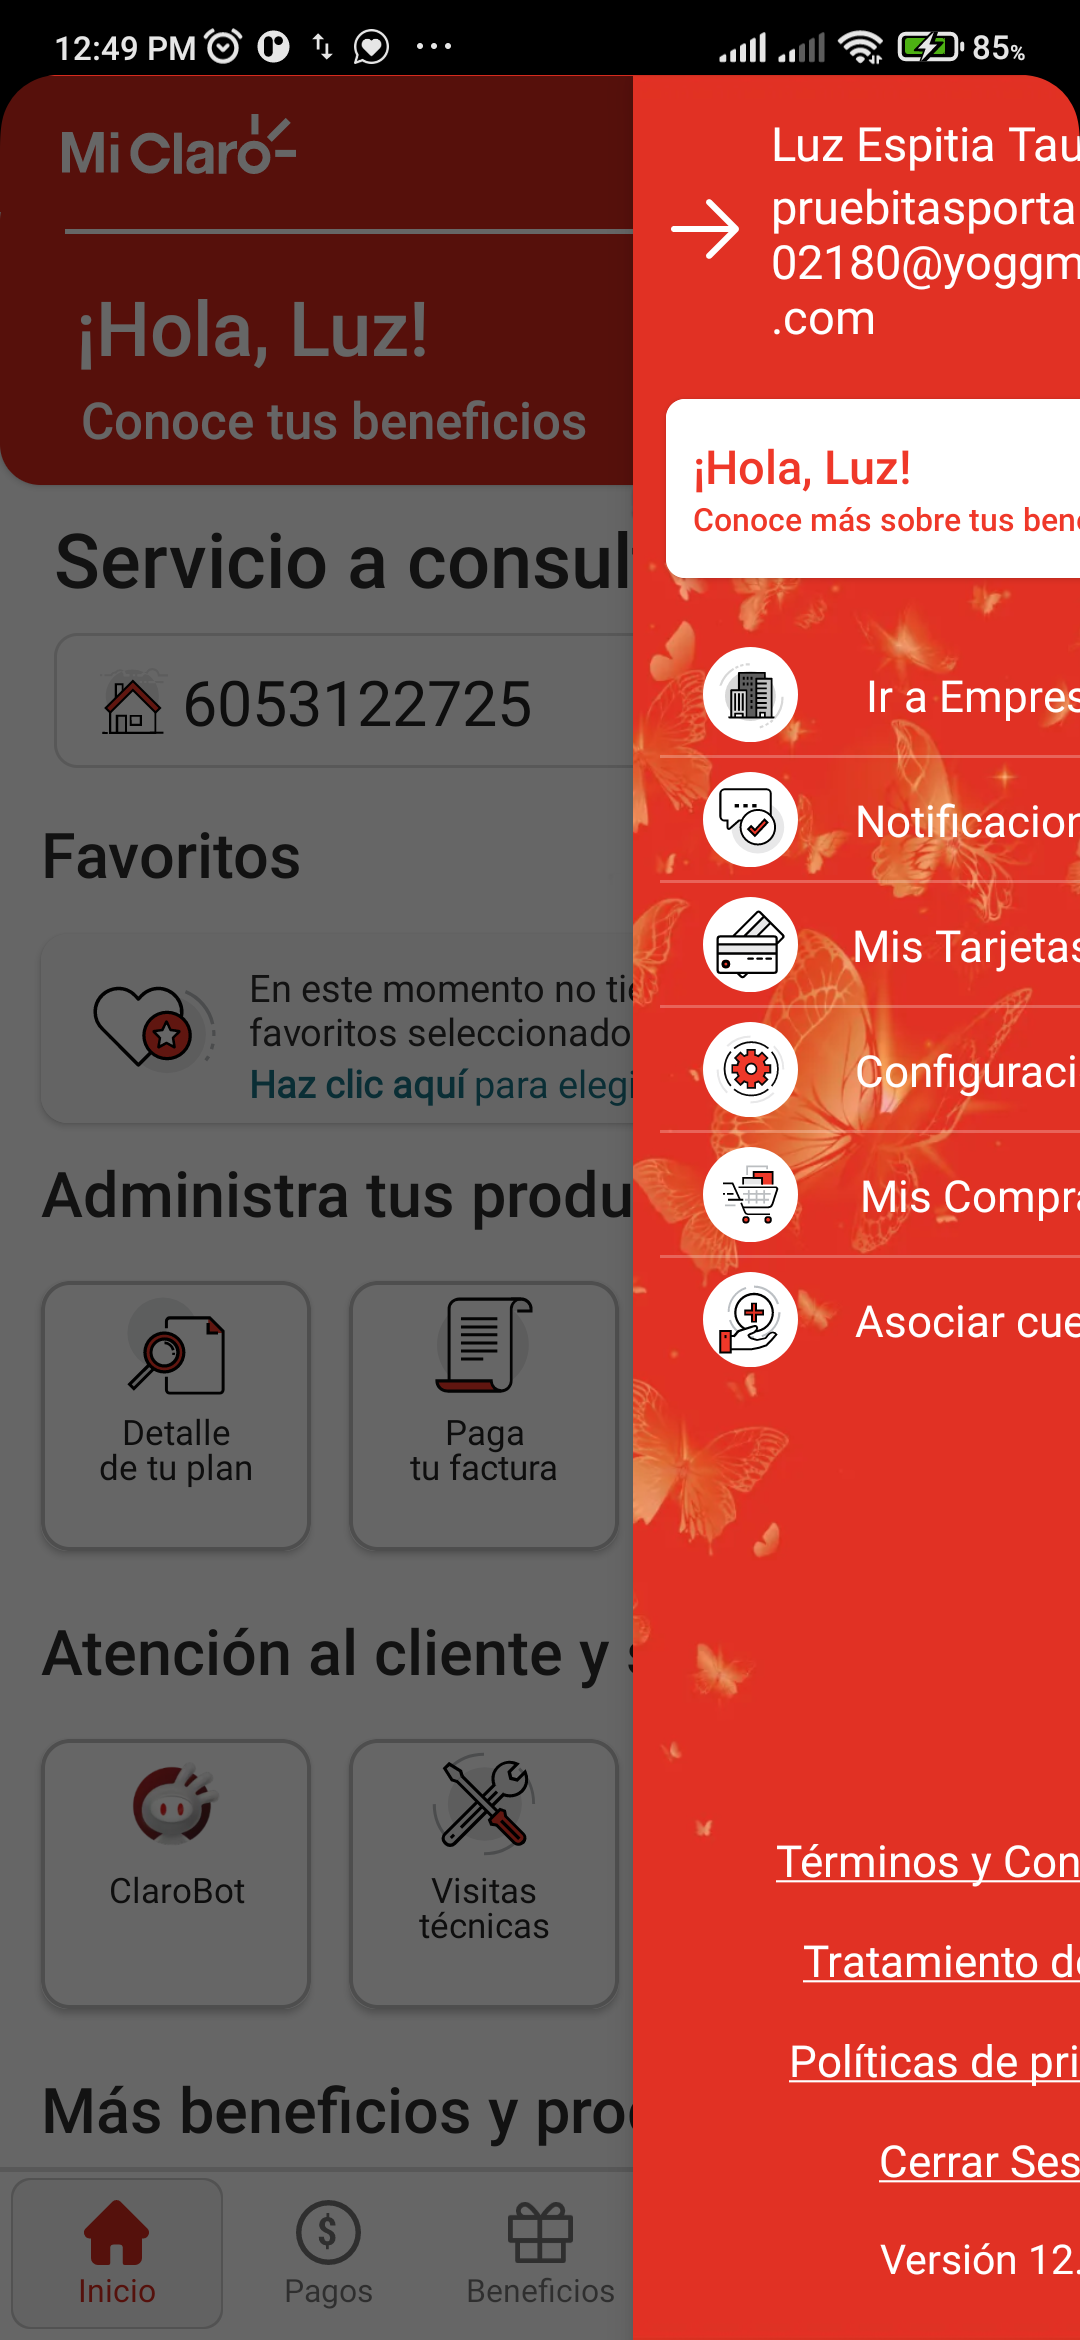 12:49 PM
85%
Mi Claro
¡Hola, Luz!
Conoce tus beneficios
Servicio a consul
6053122725
Favoritos
En este momento no ti
favoritos seleccionado
Haz clic aquí para elegi
Administra tus produ
Detalle
de tu plan
Paga
tu factura
Atención al cliente y
ClaroBot
Visitas
técnicas
Más beneficios y pro
Inicio
Pagos
Beneficios
Luz Espitia Tau
pruebitasporta
02180@yoggm
.com
¡Hola, Luz!
Conoce más sobre tus ben
Ir a Empres
Notificacion
Mis Tarjetas
Configuraci
Mis Compra
Asociar cue
Términos y Con
Tratamiento de
Políticas de pri
Cerrar Ses
Versión 12.